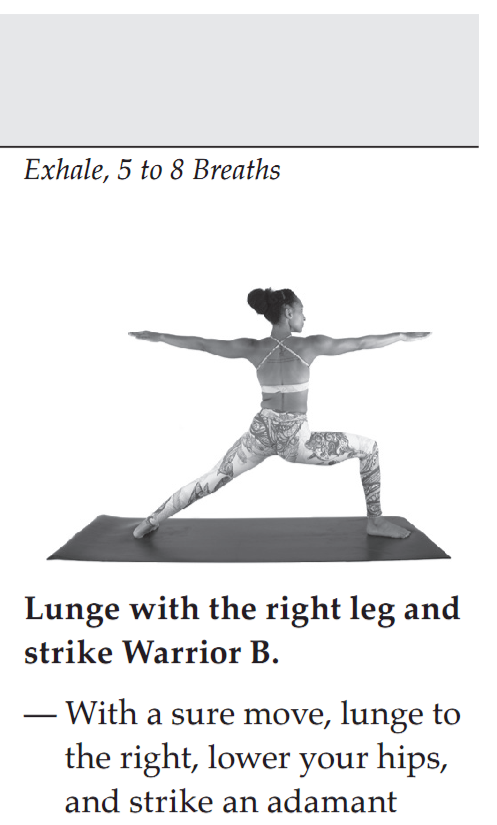 Exhale, 5 to 8 Breaths
Lunge with the right leg and
strike Warrior B.
— With a sure move, lunge to
the right, lower your hips,
and strike an adamant